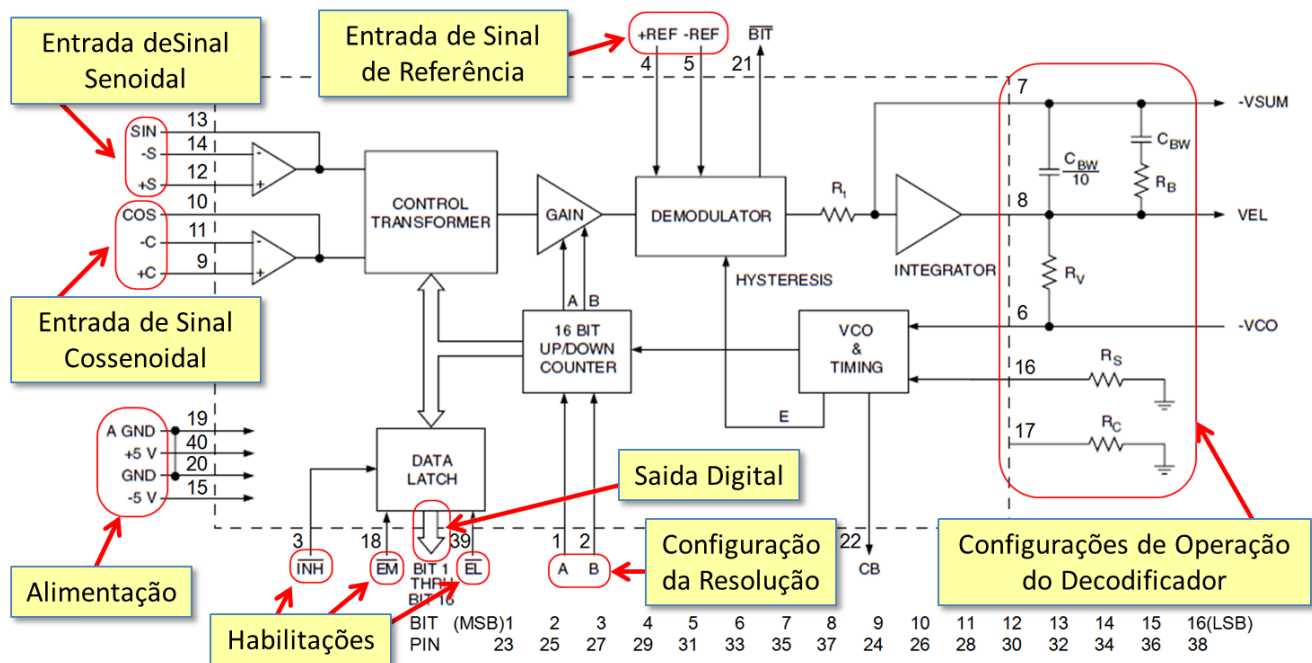 Entrada deSinal
Senoidal
Entrada de Sinal
de Referência
+REF -REF
BIT
4 5 21
7
-VSUM
SIN 13
-S 14
+S 12
- +
COS 10
-C 11
+C 9
- +
CONTROL
TRANSFORMER
GAIN
DEMODULATOR
R1
INTEGRATOR
CBW
10
CBW
RB
8
VEL
HYSTERESIS
RV
A B
16 BIT
UP/DOWN
COUNTER
VCO
&
TIMING
6
-VCO
16
RS
E
17
RC
Entrada de Sinal
Cossenoidal
A GND 19
+5 V 40
GND 20
-5 V 15
DATA
LATCH
Saida Digital
Alimentação
3 18 39 1 2 22
INH EM EL A B CB
BIT 1
THRU
BIT 16
Configuração
da Resolução
Configurações de Operação
do Decodificador
Habilitações
BIT (MSB)1 2 3 4 5 6 7 8 9 10 11 12 13 14 15 16(LSB)
PIN 23 25 27 29 31 33 35 37 24 26 28 30 32 34 36 38